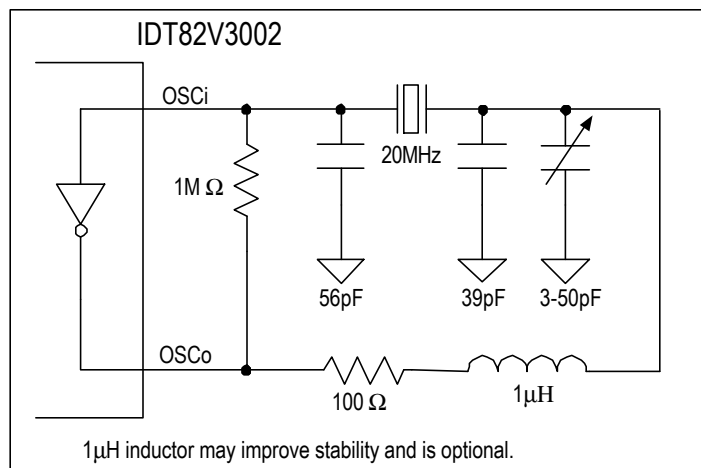 IDT82V3002
OSCi
20MHz
1M Ω
56pF
39pF
3-50pF
OSCo
100 Ω
1μH
1μH inductor may improve stability and is optional.